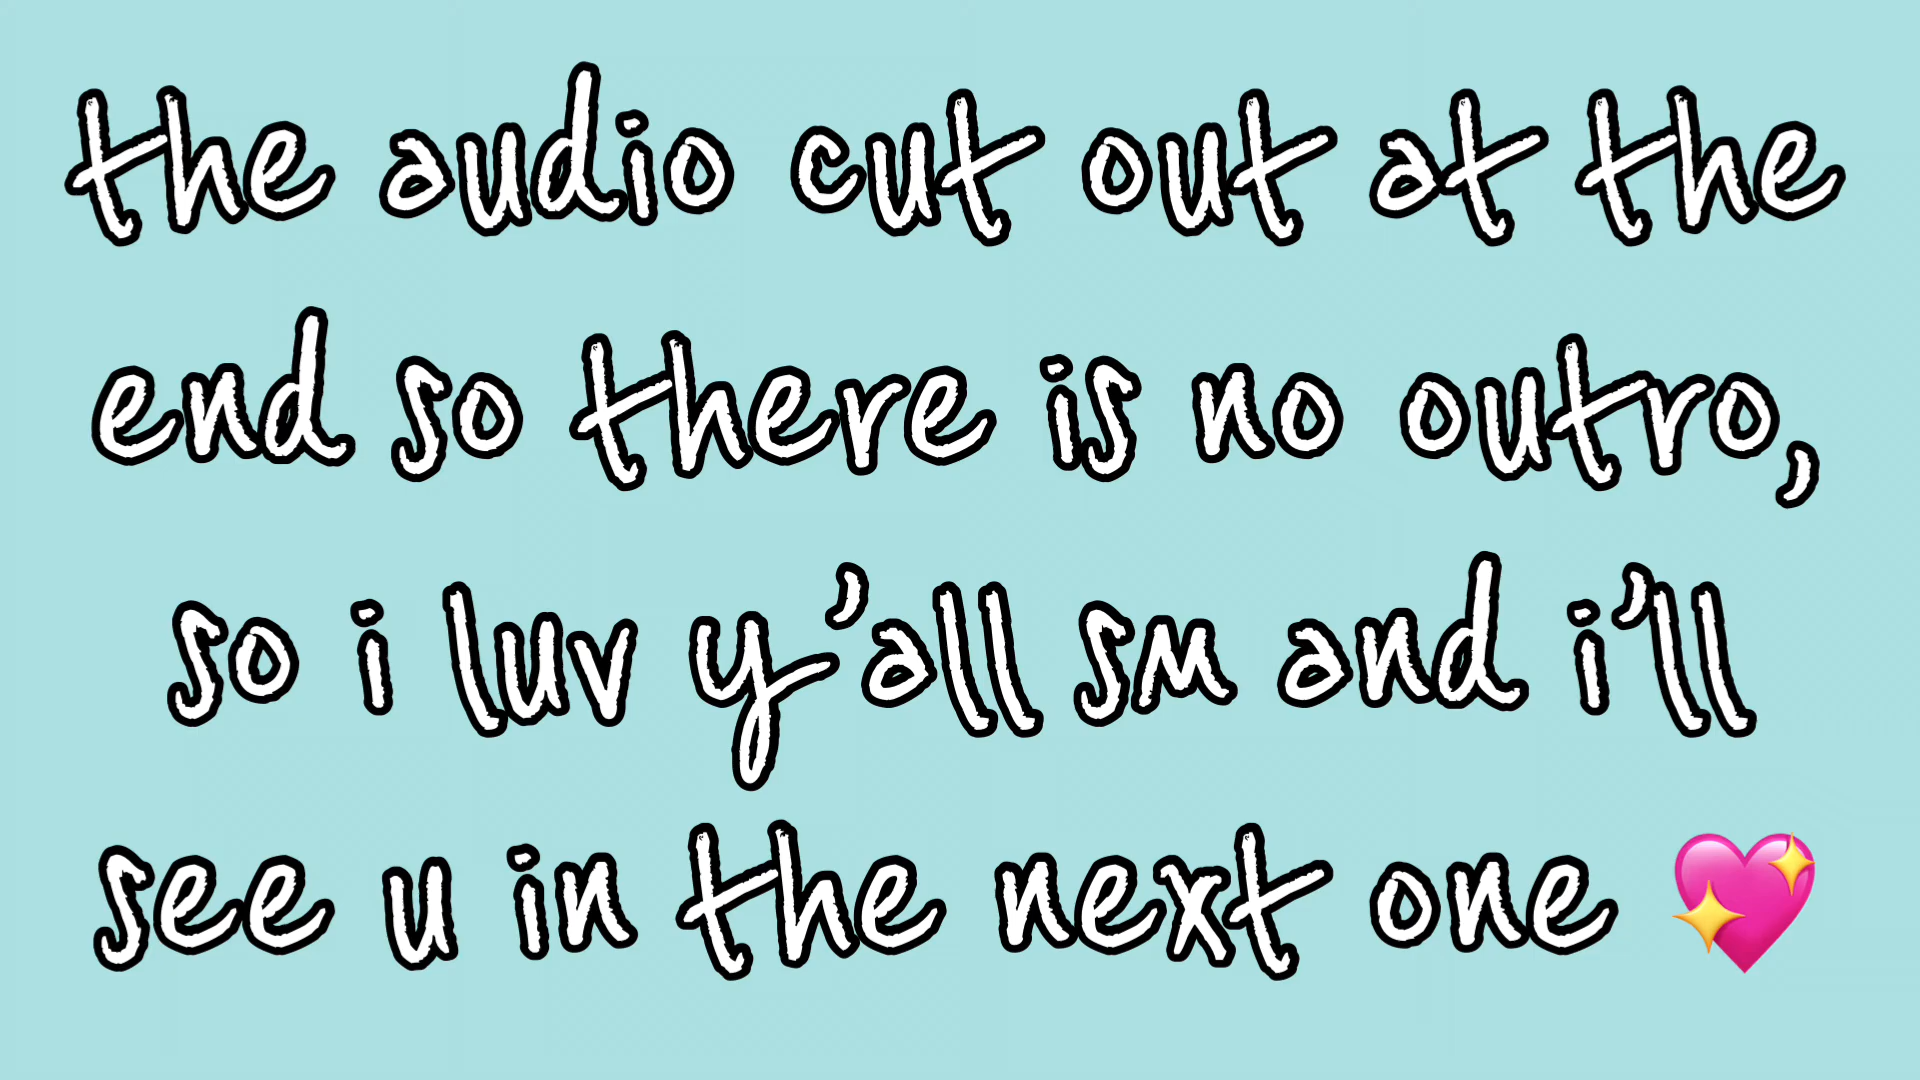 the audio cut out at the
end so there is no outro,
so i luv y'all sm and i'll
see u in the next one 💖